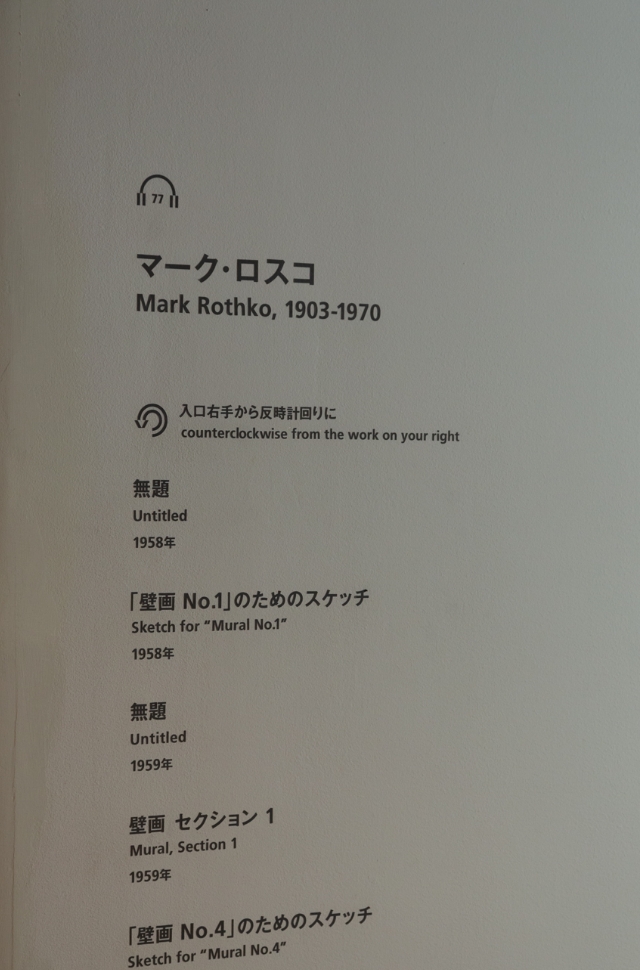 77
マーク・ロスコ
Mark Rothko, 1903-1970
入口右手から反時計回りに
counterclockwise from the work on your right
無題
Untitled
1958年
「壁画 No.1」のためのスケッチ
Sketch for “Mural No.1”
1958年
無題
Untitled
1959年
壁画 セクション 1
Mural, Section 1
1959年
「壁画 No.4」のためのスケッチ
Sketch for “Mural No.4”